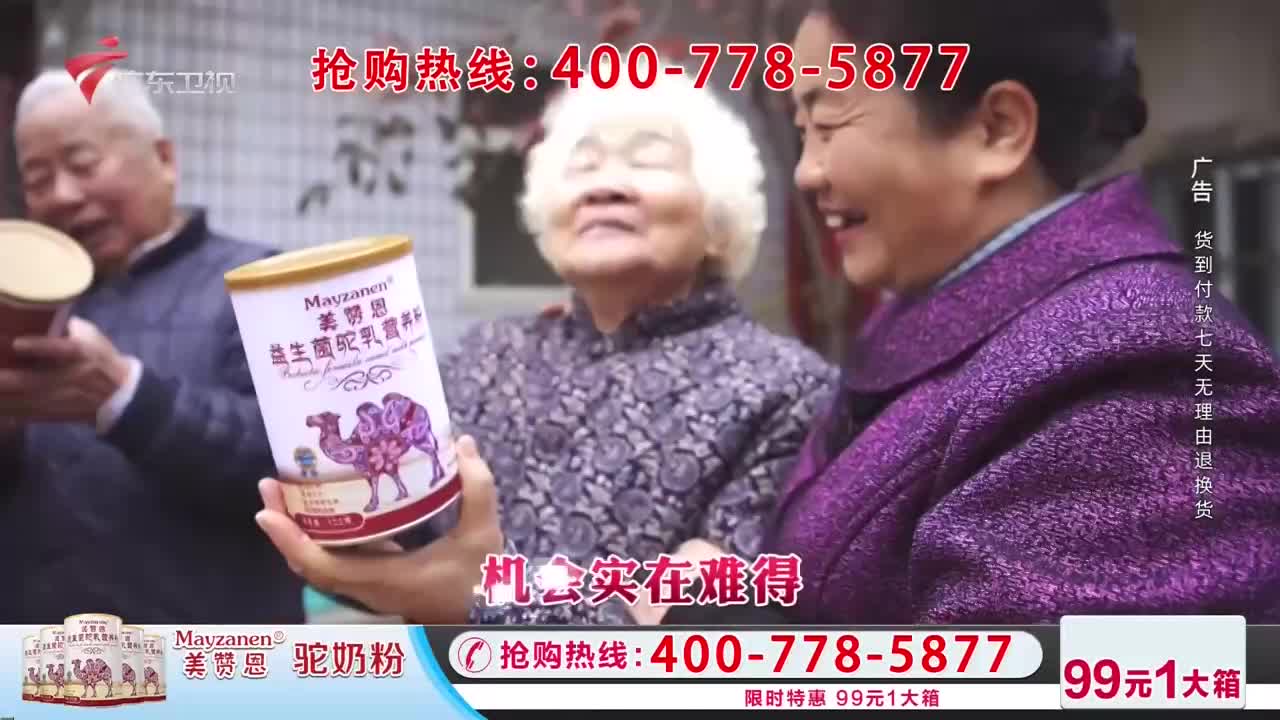 抢购热线:400-778-5877
广东卫视
广告 货到付款七天无理由退换货
Mayzanen®
美赞恩
益生菌驼乳营养粉
机会实在难得
Mayzanen®
美赞恩
驼奶粉
抢购热线:400-778-5877
限时特惠 99元1大箱
99元1大箱